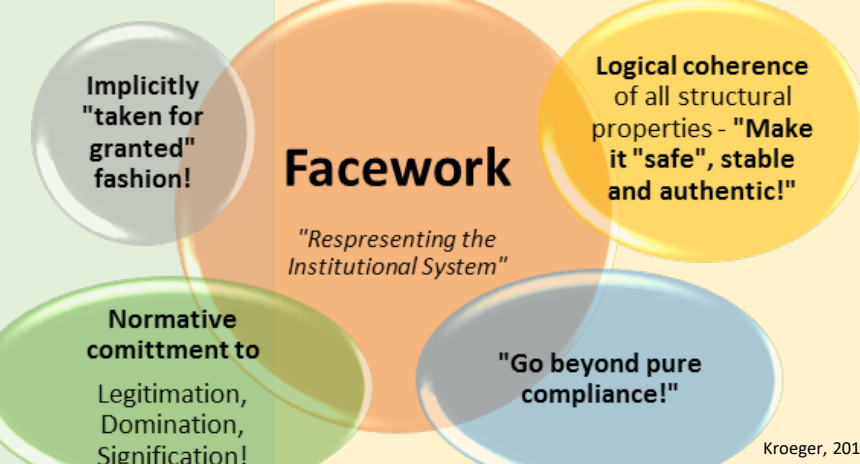 Implicitly
"taken for
granted"
fashion!
Facework
"Respresenting the
Institutional System"
Logical coherence
of all structural
properties - "Make
it "safe", stable
and authentic!"
Normative
comittment to
Legitimation,
Domination,
Signification!
"Go beyond pure
compliance!"
Kroeger, 201